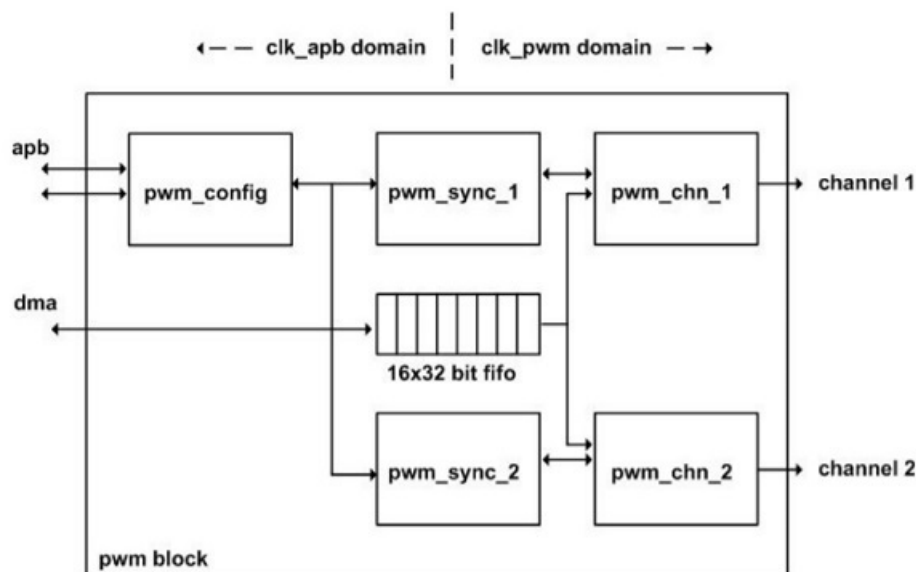 clk_apb domain
clk_pwm domain
apb
pwm_config
pwm_sync_1
pwm_chn_1
channel 1
dma
16x32 bit fifo
pwm_sync_2
pwm_chn_2
channel 2
pwm block